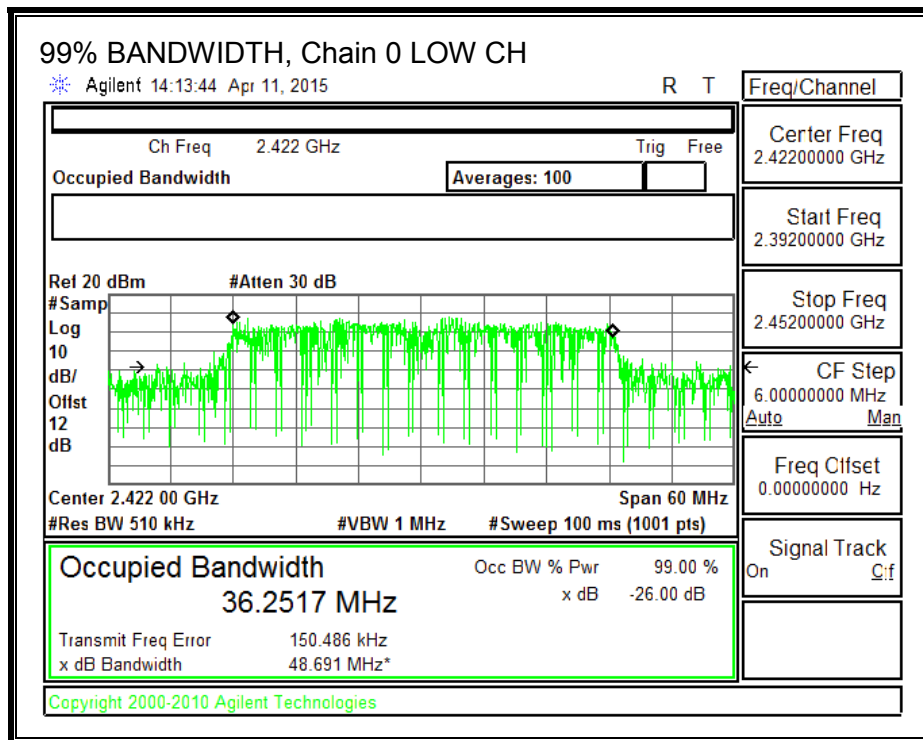 99% BANDWIDTH, Chain 0 LOW CH
Agilent 14:13:44 Apr 11, 2015 R T
Freq/Channel
Ch Freq 2.422 GHz Trig Free
Occupied Bandwidth Averages: 100
Center Freq
2.42200000 GHz
Start Freq
2.39200000 GHz
Stop Freq
2.45200000 GHz
CF Step
6.00000000 MHz
Auto Man
Freq Offset
0.00000000 Hz
Signal Track
On Off
Ref 20 dBm #Atten 30 dB
#Samp
Log
10
dB/
Offst
12
dB
Center 2.422 00 GHz Span 60 MHz
#Res BW 510 kHz #VBW 1 MHz #Sweep 100 ms (1001 pts)
Occupied Bandwidth Occ BW % Pwr 99.00 %
36.2517 MHz x dB -26.00 dB
Transmit Freq Error 150.486 kHz
x dB Bandwidth 48.691 MHz*
Copyright 2000-2010 Agilent Technologies